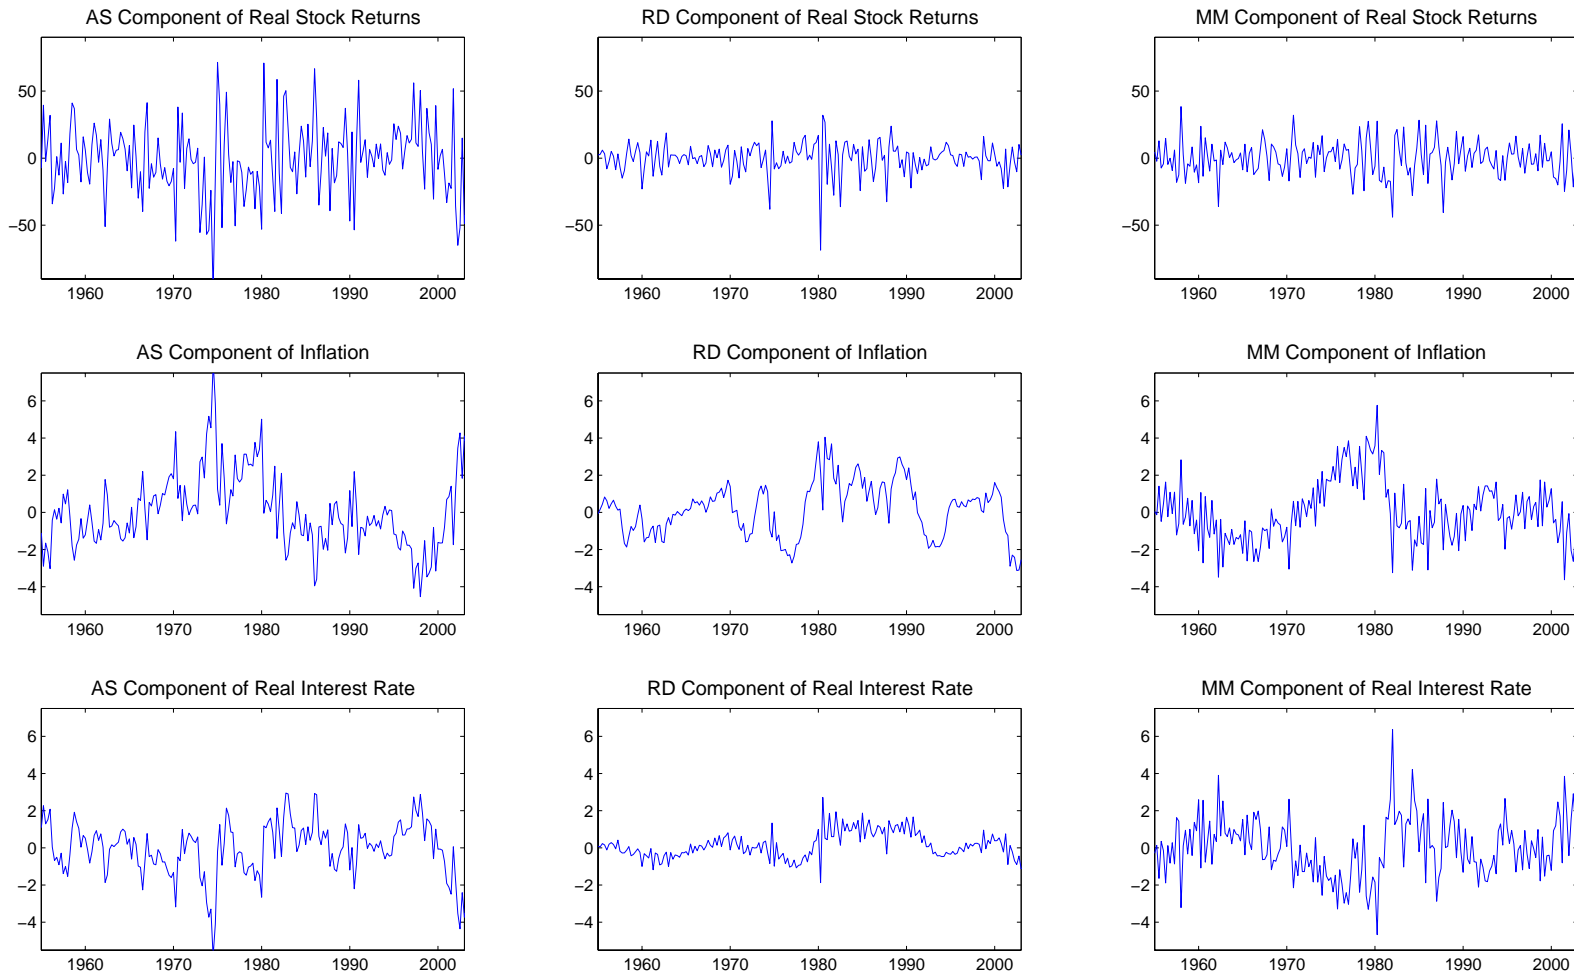 AS Component of Real Stock Returns
RD Component of Real Stock Returns
MM Component of Real Stock Returns
50
0
−50
1960 1970 1980 1990 2000
50
0
−50
1960 1970 1980 1990 2000
50
0
−50
1960 1970 1980 1990 2000
AS Component of Inflation
RD Component of Inflation
MM Component of Inflation
6
4
2
0
−2
−4
1960 1970 1980 1990 2000
6
4
2
0
−2
−4
1960 1970 1980 1990 2000
6
4
2
0
−2
−4
1960 1970 1980 1990 2000
AS Component of Real Interest Rate
RD Component of Real Interest Rate
MM Component of Real Interest Rate
6
4
2
0
−2
−4
1960 1970 1980 1990 2000
6
4
2
0
−2
−4
1960 1970 1980 1990 2000
6
4
2
0
−2
−4
1960 1970 1980 1990 2000